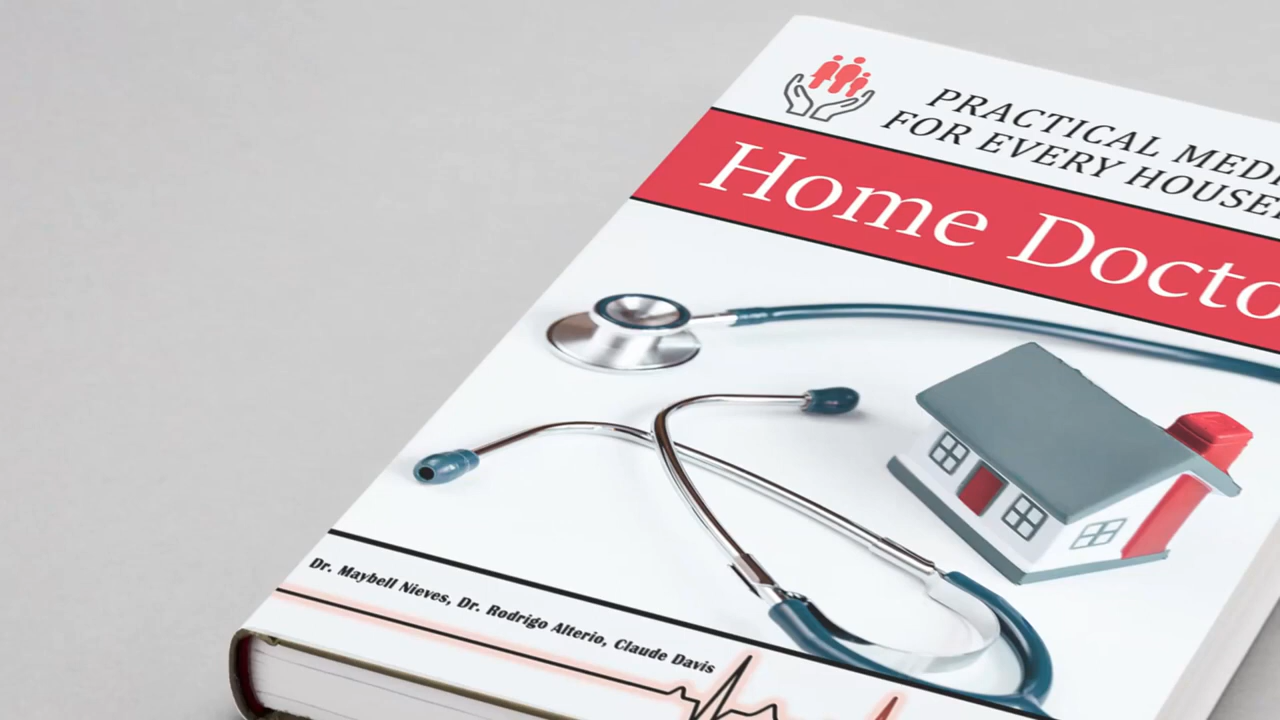 PRACTICAL MEDI
FOR EVERY HOUSE
Home Docto
Dr. Maybell Nieves, Dr. Rodrigo Alterio, Claude Davis